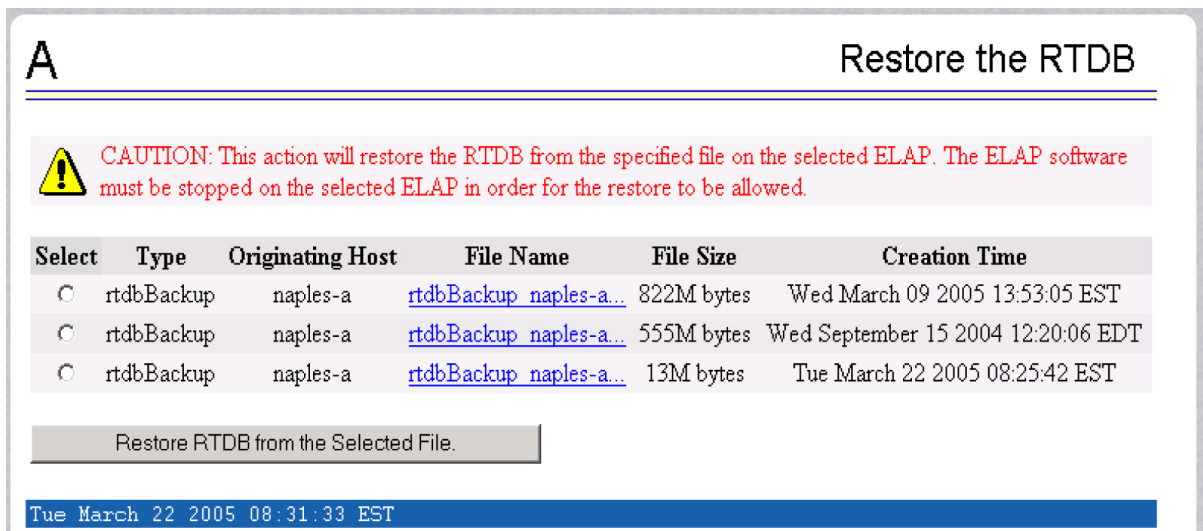 A
Restore the RTDB
CAUTION: This action will restore the RTDB from the specified file on the selected ELAP. The ELAP software
must be stopped on the selected ELAP in order for the restore to be allowed.
Select Type Originating Host File Name File Size Creation Time
rtdbBackup naples-a rtdbBackup_naples-a... 822M bytes Wed March 09 2005 13:53:05 EST
rtdbBackup naples-a rtdbBackup_naples-a... 555M bytes Wed September 15 2004 12:20:06 EDT
rtdbBackup naples-a rtdbBackup_naples-a... 13M bytes Tue March 22 2005 08:25:42 EST
Restore RTDB from the Selected File.
Tue March 22 2005 08:31:33 EST